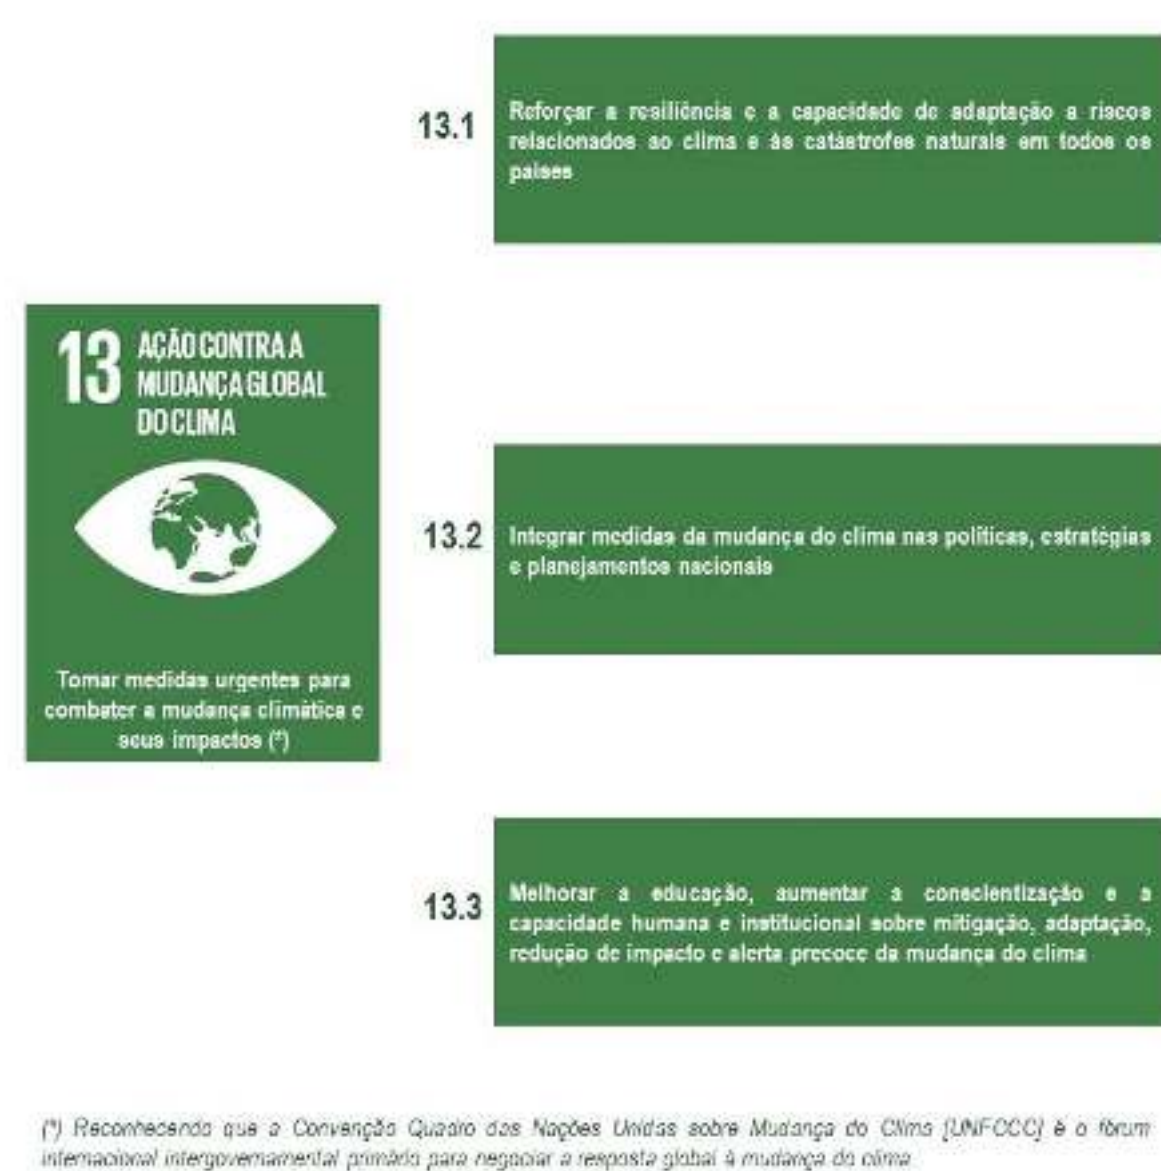 13.1
Reforçar a resiliência e a capacidade de adaptação a riscos
relacionados ao clima e às catástrofes naturais em todos os
países
13 AÇÃO CONTRA A
MUDANÇA GLOBAL
DO CLIMA
Tomar medidas urgentes para
combater a mudança climática e
seus impactos (*)
13.2
Integrar medidas da mudança do clima nas políticas, estratégias
e planejamentos nacionais
13.3
Melhorar a educação, aumentar a conscientização e a
capacidade humana e institucional sobre mitigação, adaptação,
redução de impacto e alerta precoce da mudança do clima
(*) Reconhecendo que a Convenção Quadro das Nações Unidas sobre Mudança do Clima [UNFCCC] é o fórum
internacional intergovernamental primário para negociar a resposta global à mudança do clima